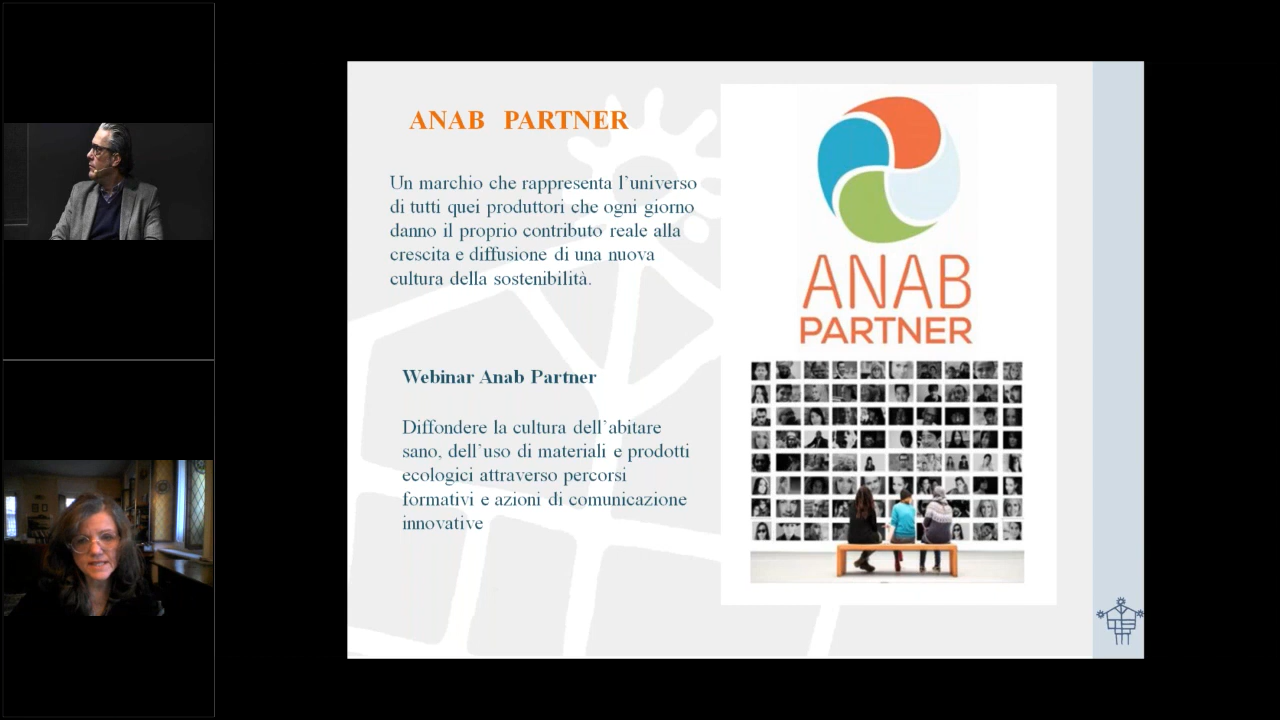 ANAB PARTNER
Un marchio che rappresenta l’universo
di tutti quei produttori che ogni giorno
danno il proprio contributo reale alla
crescita e diffusione di una nuova
cultura della sostenibilità.
Webinar Anab Partner
Diffondere la cultura dell’abitare
sano, dell’uso di materiali e prodotti
ecologici attraverso percorsi
formativi e azioni di comunicazione
innovative
ANAB
PARTNER